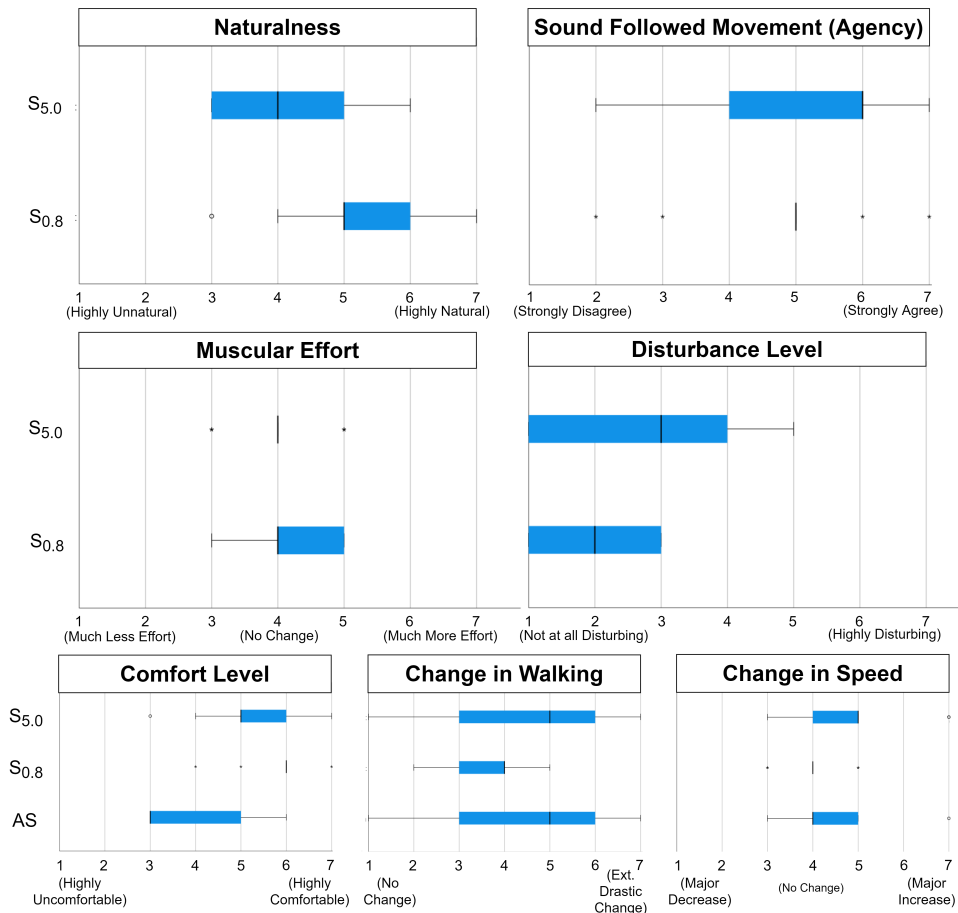 Naturalness
Sound Followed Movement (Agency)
S5.0
S0.8
1 2 3 4 5 6 7
(Highly Unnatural) (Highly Natural)
1 2 3 4 5 6 7
(Strongly Disagree) (Strongly Agree)
Muscular Effort
Disturbance Level
S5.0
S0.8
1 2 3 4 5 6 7
(Much Less Effort) (No Change) (Much More Effort)
1 2 3 4 5 6 7
(Not at all Disturbing) (Highly Disturbing)
Comfort Level
Change in Walking
Change in Speed
S5.0
S0.8
AS
1 2 3 4 5 6 7
(Highly
Uncomfortable)
(Highly
Comfortable)
1 2 3 4 5 6 7
(No
Change)
(Ext.
Drastic
Change)
1 2 3 4 5 6 7
(Major
Decrease)
(No Change)
(Major
Increase)